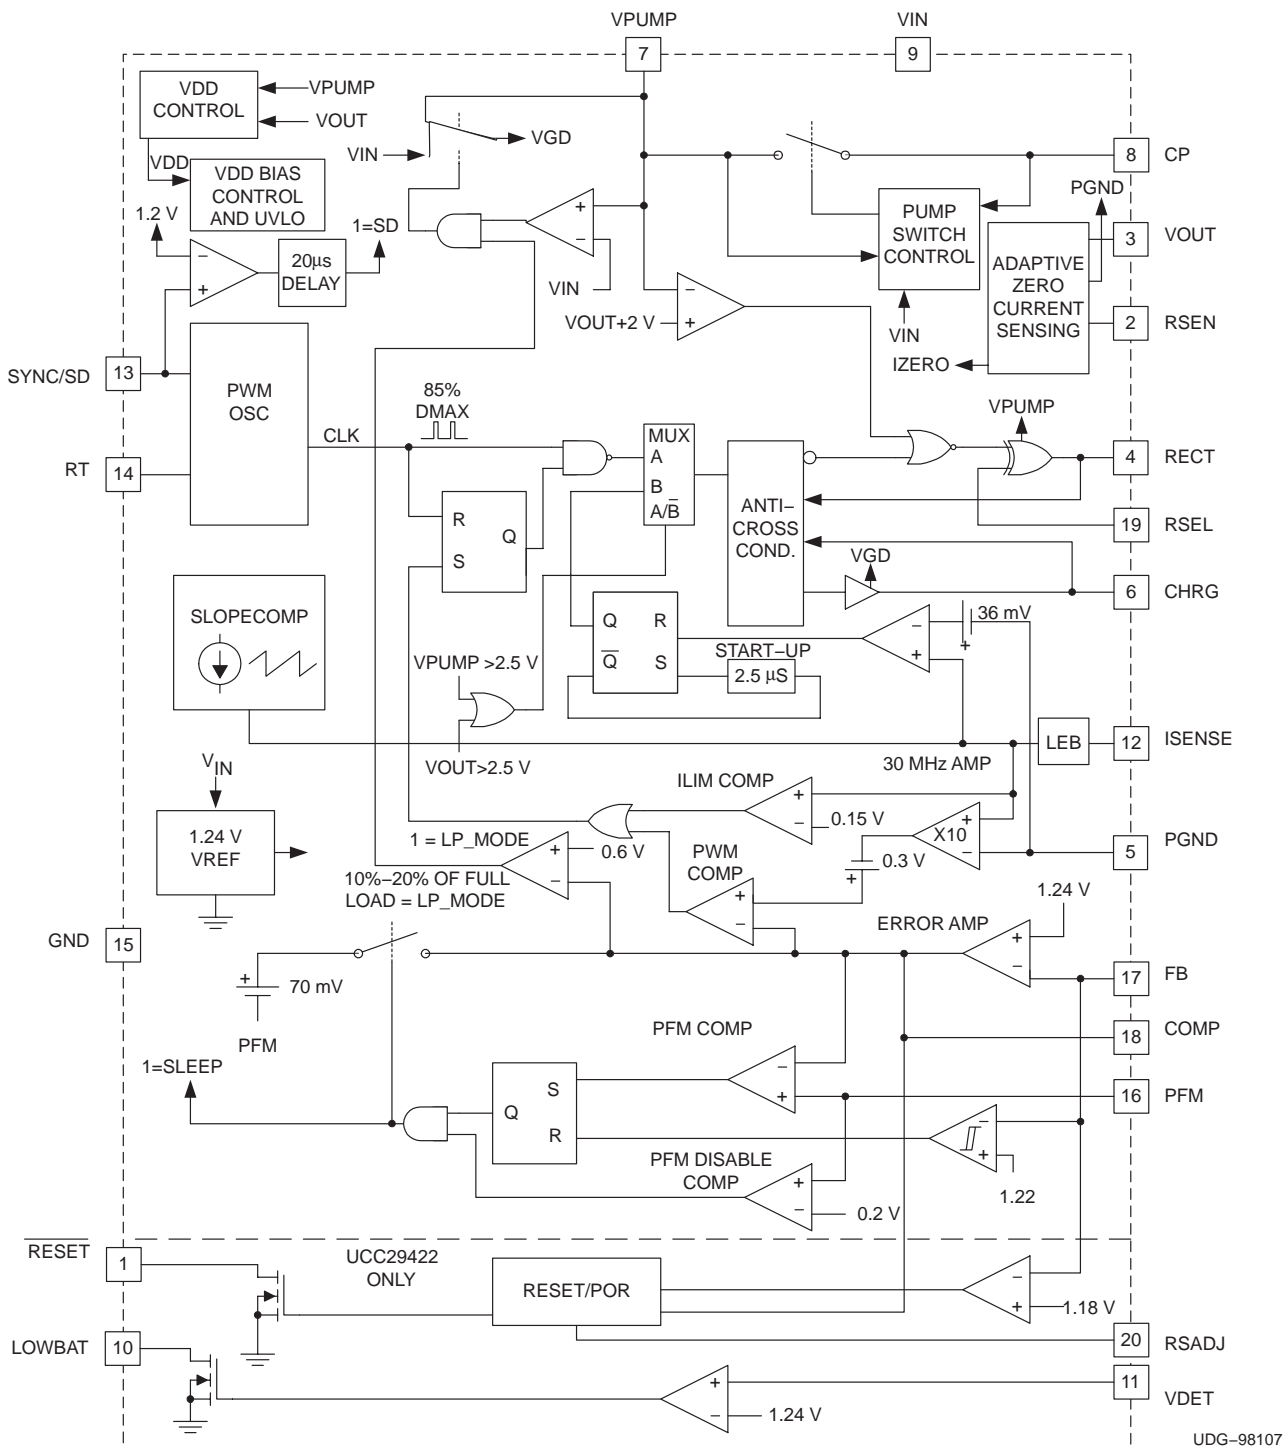 VPUMP
VIN
7
9
VDD
CONTROL
VPUMP
VOUT
VGD
VIN
8
CP
VDD
VDD BIAS
CONTROL
AND UVLO
PGND
+
−
PUMP
SWITCH
CONTROL
1.2 V
1=SD
3
VOUT
−
+
20μs
DELAY
ADAPTIVE
ZERO
CURRENT
SENSING
VIN
−
+
VOUT+2 V
VIN
2
RSEN
IZERO
SYNC/SD
13
PWM
OSC
85%
DMAX
VPUMP
CLK
MUX
A
B
A/B̅
RT
14
4
RECT
R
S
Q
ANTI−
CROSS
COND.
19
RSEL
VGD
6
CHRG
SLOPECOMP
36 mV
Q
Q̅
R
S
−
+
+
START−UP
2.5 μS
VPUMP >2.5 V
VOUT>2.5 V
LEB
12
ISENSE
30 MHz AMP
VIN
ILIM COMP
+
−
0.15 V
1.24 V
VREF
1 = LP_MODE
+
−
0.6 V
X10
+
−
5
PGND
PWM
COMP
0.3 V
+
10%−20% OF FULL
LOAD = LP_MODE
+
−
1.24 V
ERROR AMP
GND
15
+
−
17
FB
+
70 mV
PFM
PFM COMP
18
COMP
1=SLEEP
−
+
16
PFM
S
Q
R
−
+
PFM DISABLE
COMP
1.22
+
−
0.2 V
RESET
1
UCC29422
ONLY
RESET/POR
−
+
1.18 V
LOWBAT
10
20
RSADJ
+
−
11
VDET
1.24 V
UDG−98107